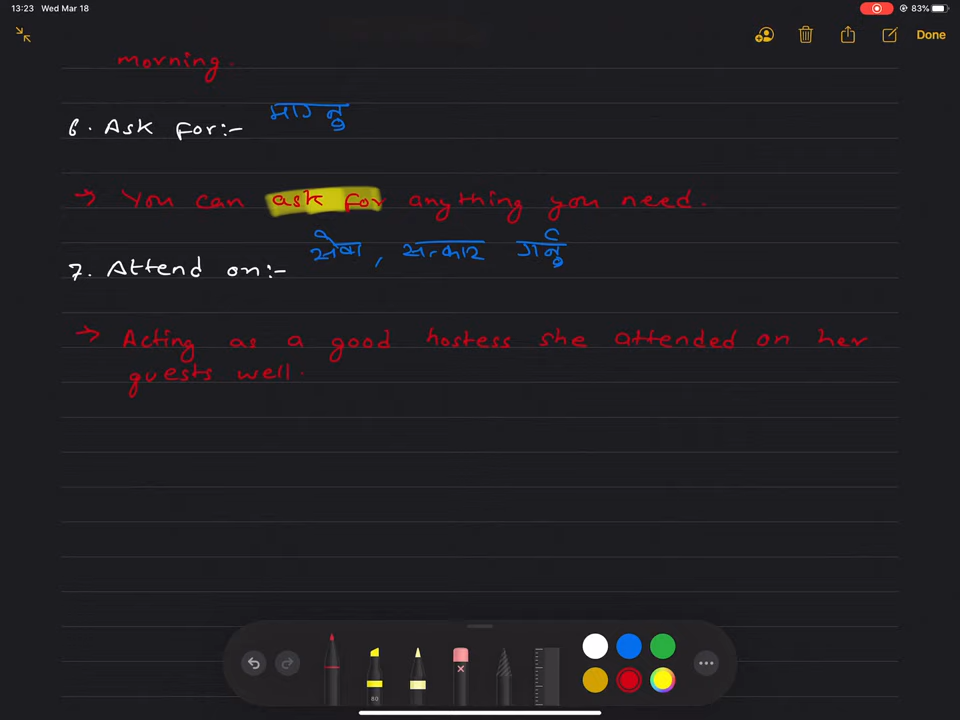 13:23 Wed Mar 18
83%
Done
morning.
6. Ask for:- माग्नु
→ You can ask for anything you need.
7. Attend on:- सेवा, सत्कार गर्नु
→ Acting as a good hostess she attended on her
guests well.
80